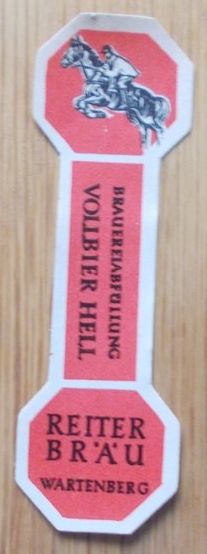 BRAUEREIABFÜLLUNG
VOLLBIER HELL
REITER
BRÄU
WARTENBERG